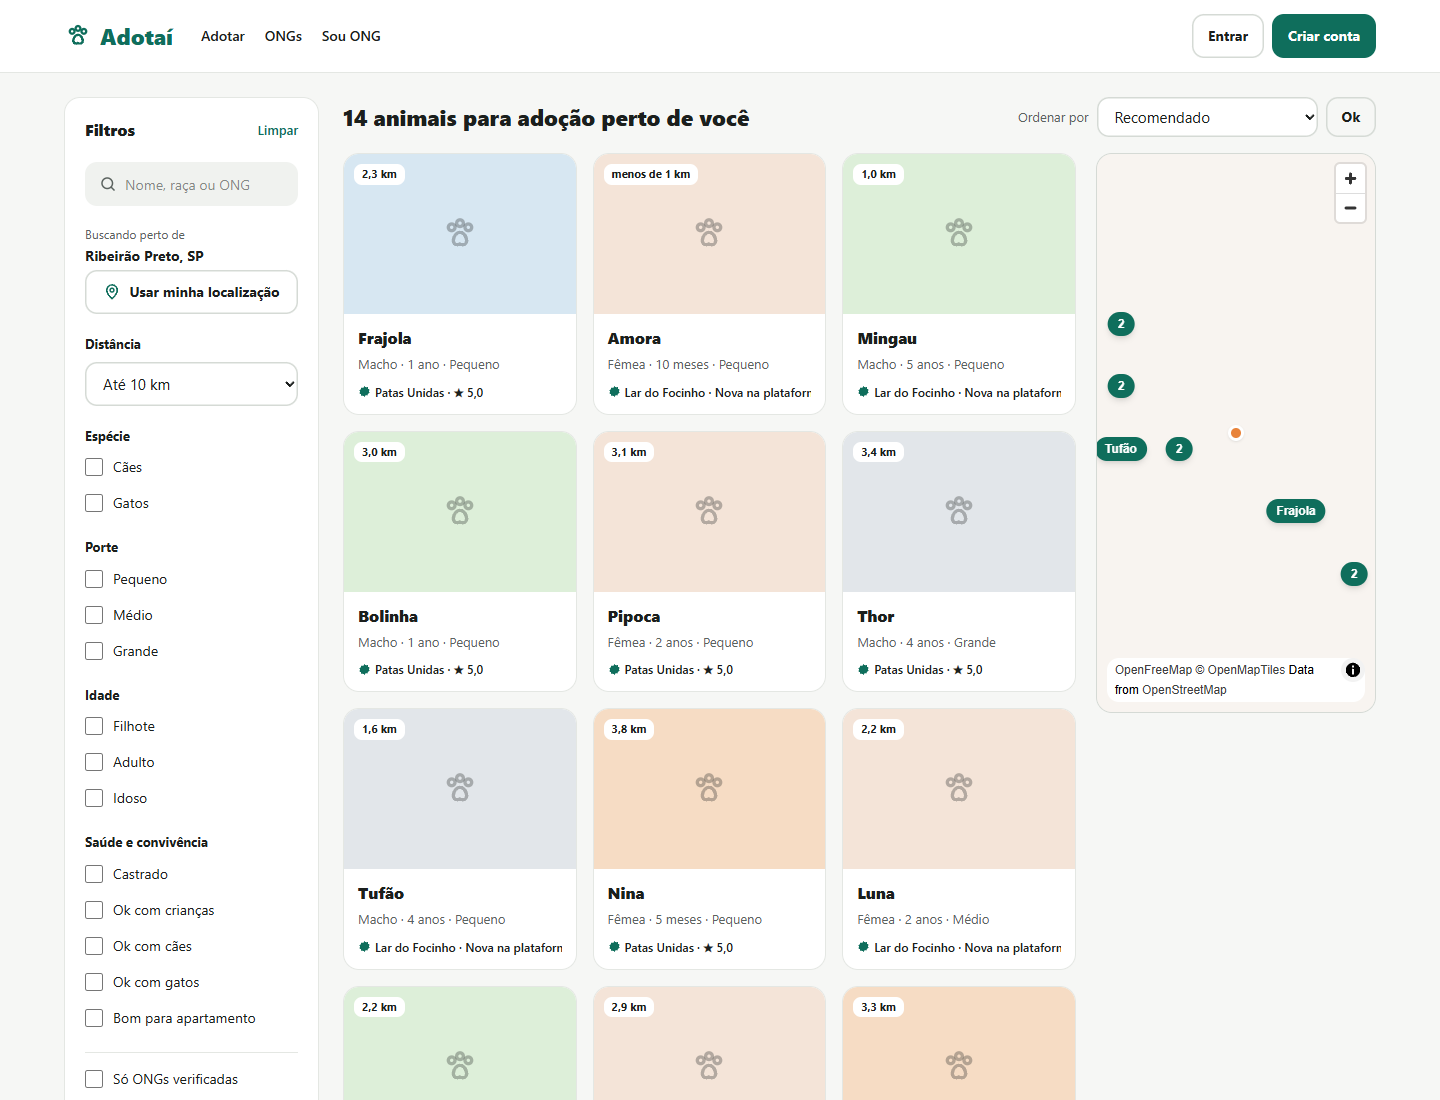 Adotaí
Adotar
ONGs
Sou ONG
Entrar
Criar conta
Filtros
Limpar
Nome, raça ou ONG
Buscando perto de
Ribeirão Preto, SP
Usar minha localização
Distância
Até 10 km
Espécie
Cães
Gatos
Porte
Pequeno
Médio
Grande
Idade
Filhote
Adulto
Idoso
Saúde e convivência
Castrado
Ok com crianças
Ok com cães
Ok com gatos
Bom para apartamento
Só ONGs verificadas
14 animais para adoção perto de você
Ordenar por
Recomendado
Ok
2,3 km
Frajola
Macho · 1 ano · Pequeno
Patas Unidas · ★ 5,0
menos de 1 km
Amora
Fêmea · 10 meses · Pequeno
Lar do Focinho · Nova na plataform
1,0 km
Mingau
Macho · 5 anos · Pequeno
Lar do Focinho · Nova na plataform
3,0 km
Bolinha
Macho · 1 ano · Pequeno
Patas Unidas · ★ 5,0
3,1 km
Pipoca
Fêmea · 2 anos · Pequeno
Patas Unidas · ★ 5,0
3,4 km
Thor
Macho · 4 anos · Grande
Patas Unidas · ★ 5,0
1,6 km
Tufão
Macho · 4 anos · Pequeno
Lar do Focinho · Nova na plataform
3,8 km
Nina
Fêmea · 5 meses · Pequeno
Patas Unidas · ★ 5,0
2,2 km
Luna
Fêmea · 2 anos · Médio
Lar do Focinho · Nova na plataform
2,2 km
2,9 km
3,3 km
+
−
2
2
Tufão
2
Frajola
2
OpenFreeMap © OpenMapTiles Data
from OpenStreetMap